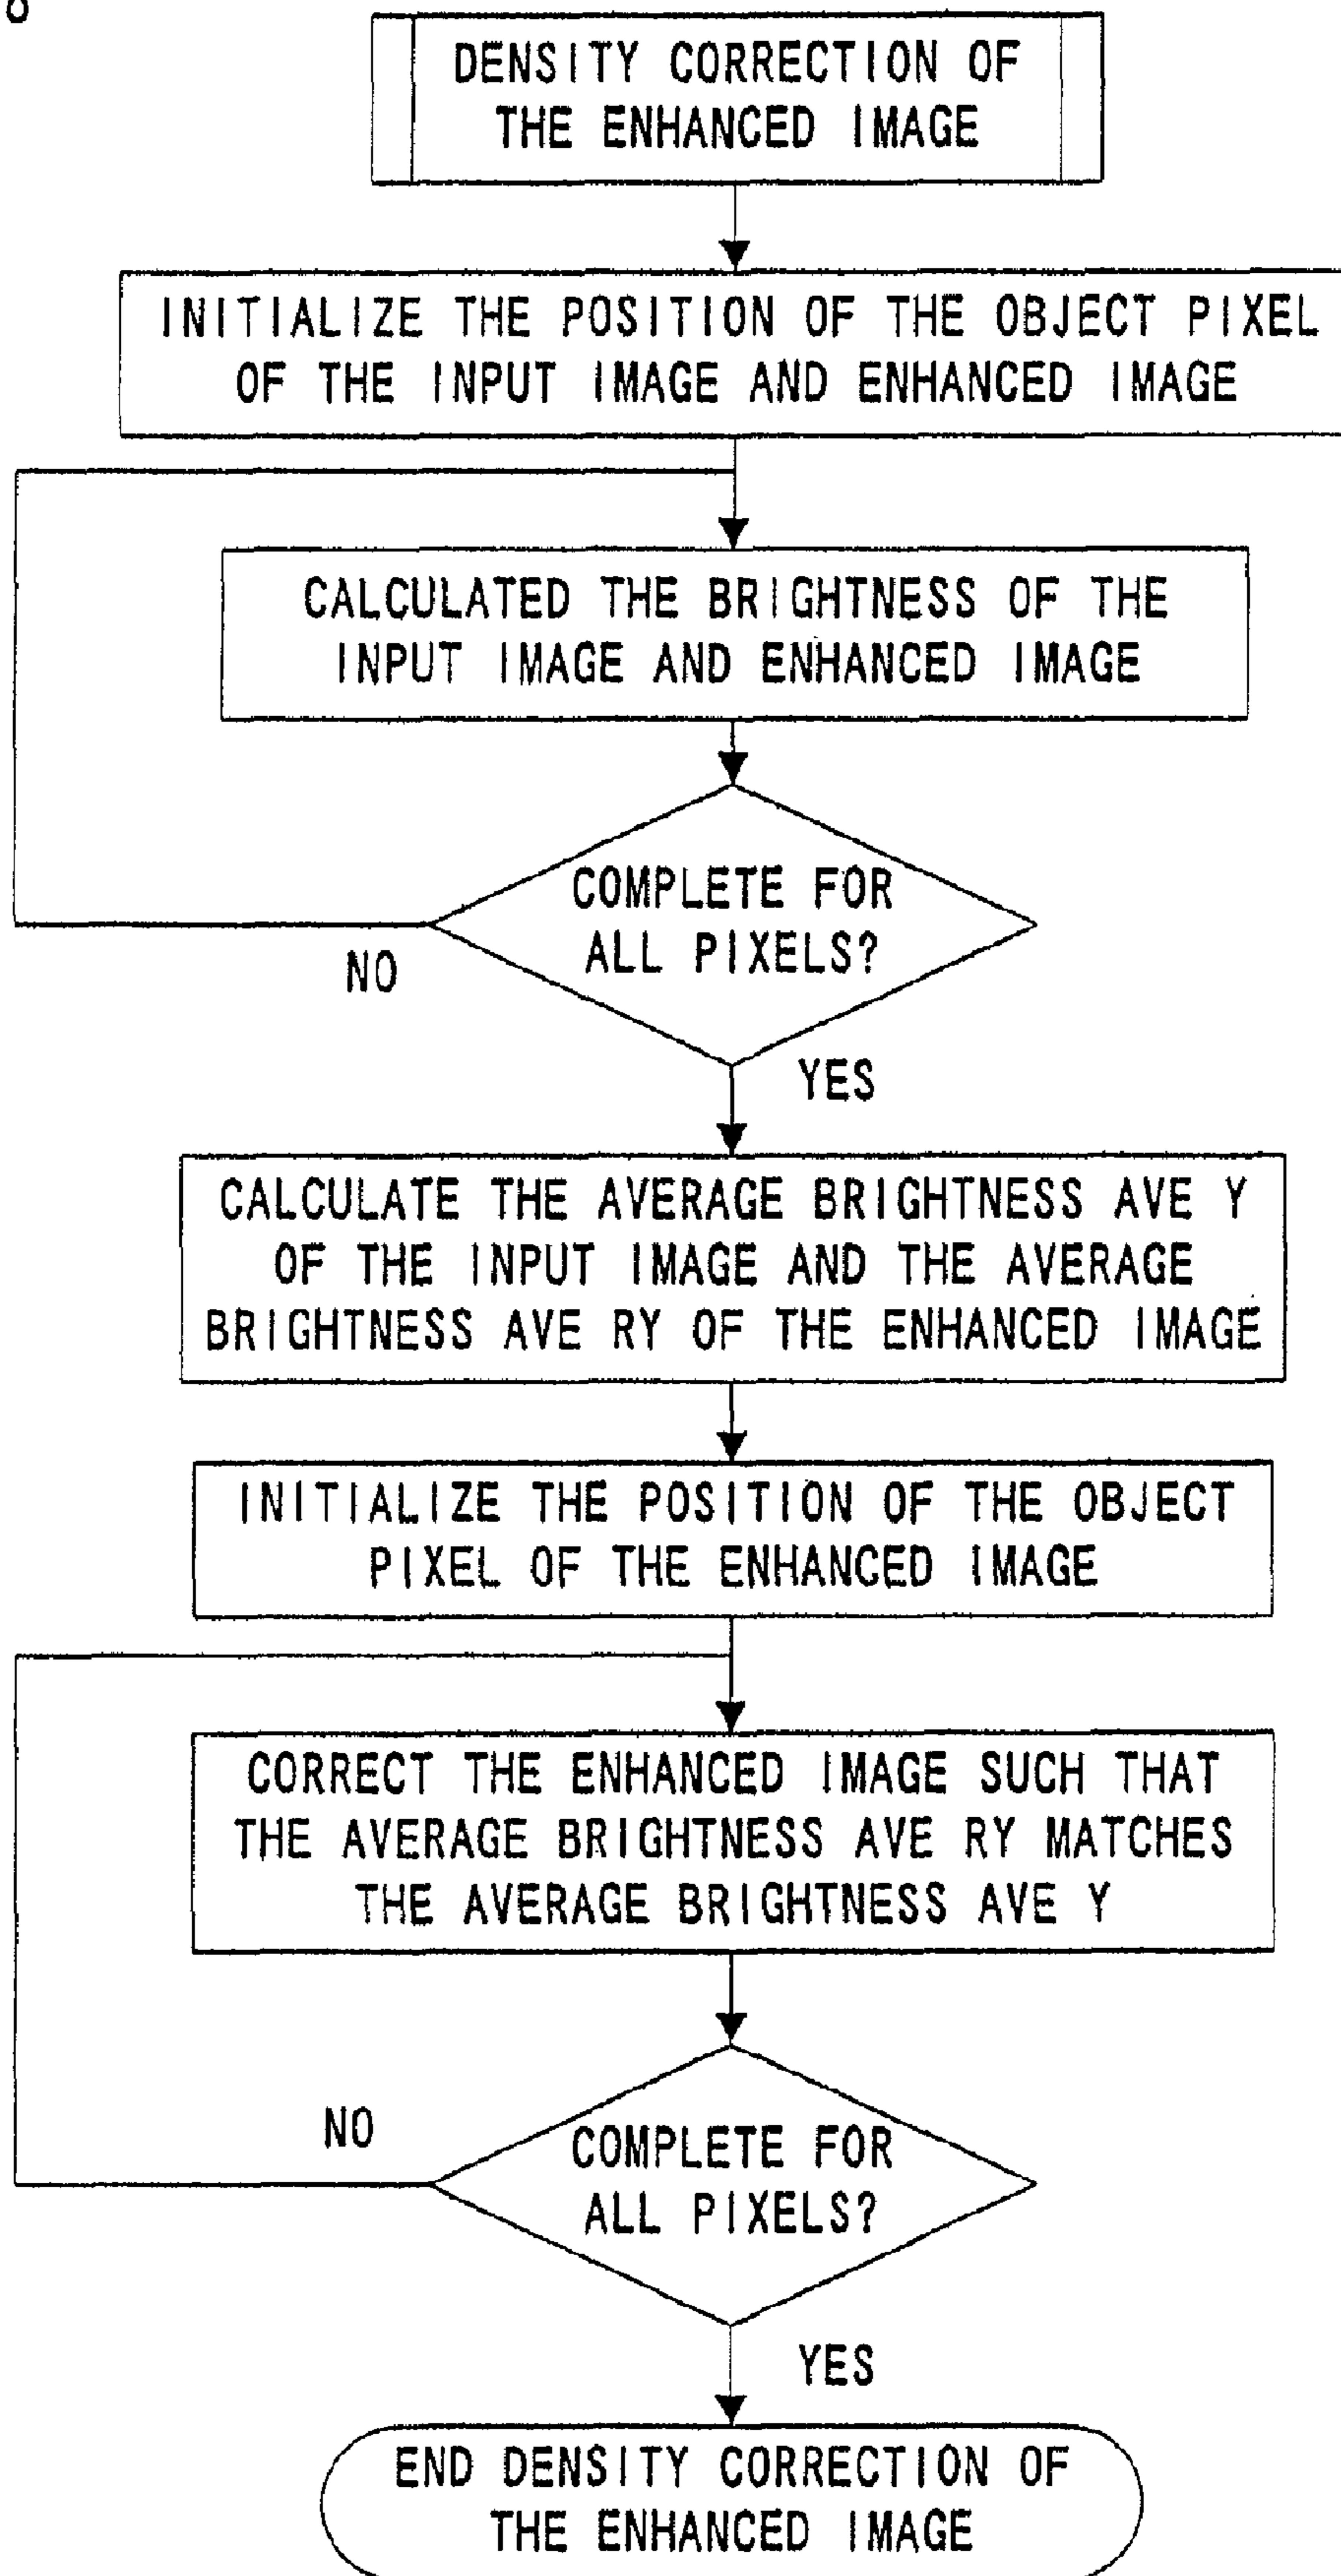 8
DENSITY CORRECTION OF
THE ENHANCED IMAGE
INITIALIZE THE POSITION OF THE OBJECT PIXEL
OF THE INPUT IMAGE AND ENHANCED IMAGE
CALCULATED THE BRIGHTNESS OF THE
INPUT IMAGE AND ENHANCED IMAGE
COMPLETE FOR
ALL PIXELS?
NO
YES
CALCULATE THE AVERAGE BRIGHTNESS AVE Y
OF THE INPUT IMAGE AND THE AVERAGE
BRIGHTNESS AVE RY OF THE ENHANCED IMAGE
INITIALIZE THE POSITION OF THE OBJECT
PIXEL OF THE ENHANCED IMAGE
CORRECT THE ENHANCED IMAGE SUCH THAT
THE AVERAGE BRIGHTNESS AVE RY MATCHES
THE AVERAGE BRIGHTNESS AVE Y
NO
COMPLETE FOR
ALL PIXELS?
YES
END DENSITY CORRECTION OF
THE ENHANCED IMAGE